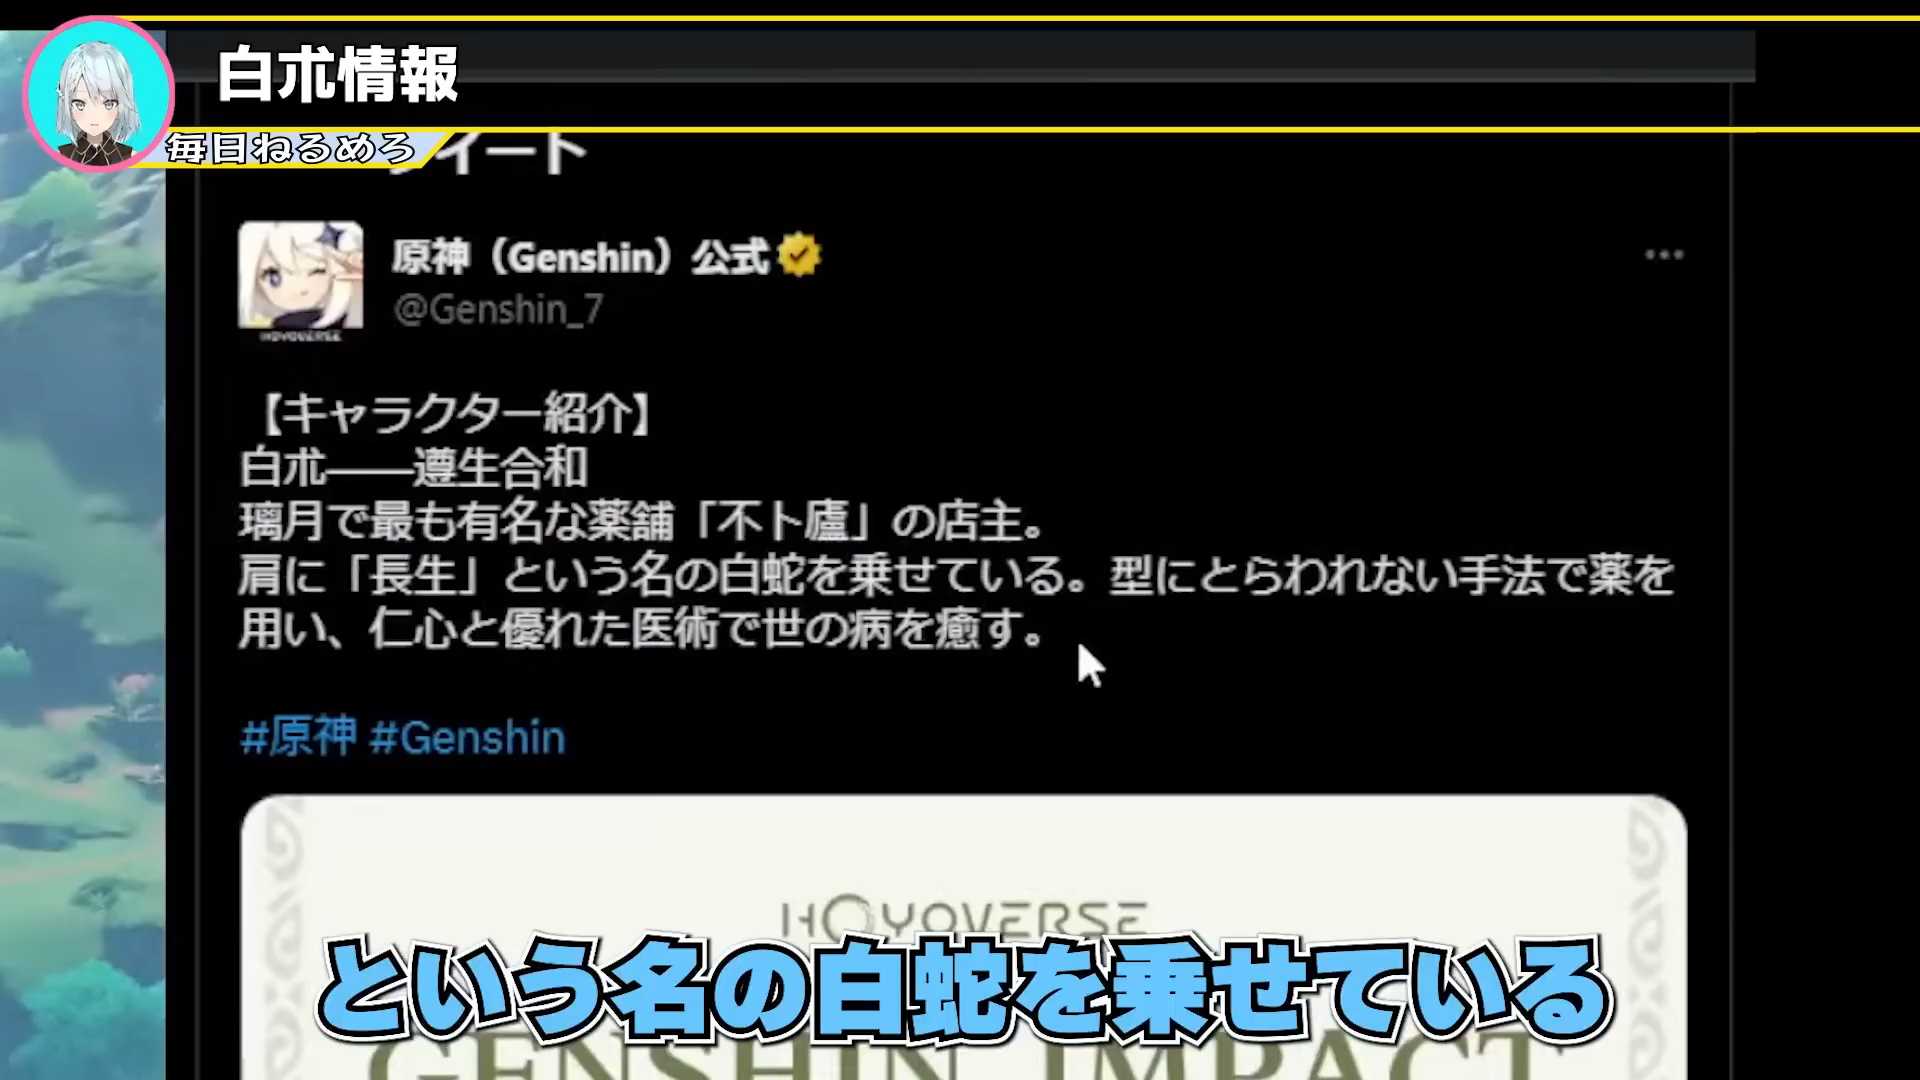 白朮情報
毎日ねるめろ
イート
原神（Genshin）公式
@Genshin_7
HOYOVERSE
【キャラクター紹介】
白朮——遵生合和
璃月で最も有名な薬舗「不卜廬」の店主。
肩に「長生」という名の白蛇を乗せている。型にとらわれない手法で薬を
用い、仁心と優れた医術で世の病を癒す。
#原神 #Genshin
HOYOVERSE
という名の白蛇を乗せている
GENSHIN IMPACT